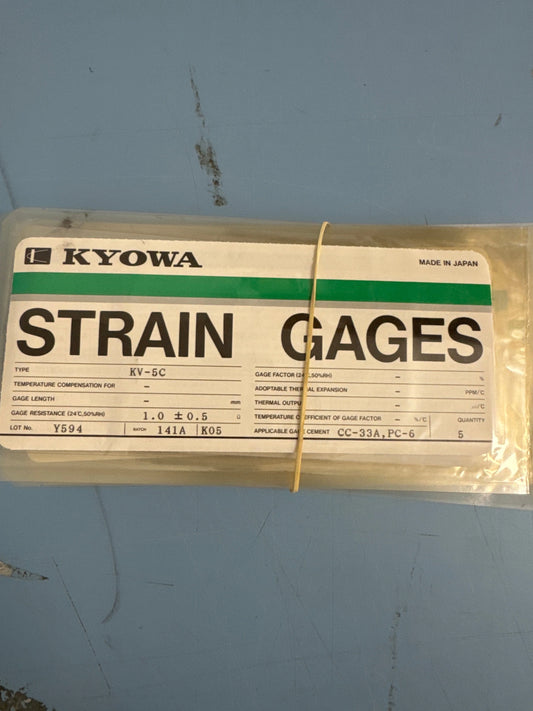 KYOWA MADE IN JAPAN
STRAIN GAGES
TYPE KV-5C
TEMPERATURE COMPENSATION FOR –
GAGE LENGTH – mm
GAGE RESISTANCE (24℃,50%RH) 1.0 ±0.5 Ω
LOT No. Y594 BATCH 141A K05
GAGE FACTOR (24℃,50%RH) – %
ADOPTABLE THERMAL EXPANSION – PPM/℃
THERMAL OUTPUT – /℃
TEMPERATURE COEFFICIENT OF GAGE FACTOR – %/℃ QUANTITY
APPLICABLE GAGE CEMENT CC-33A,PC-6 5